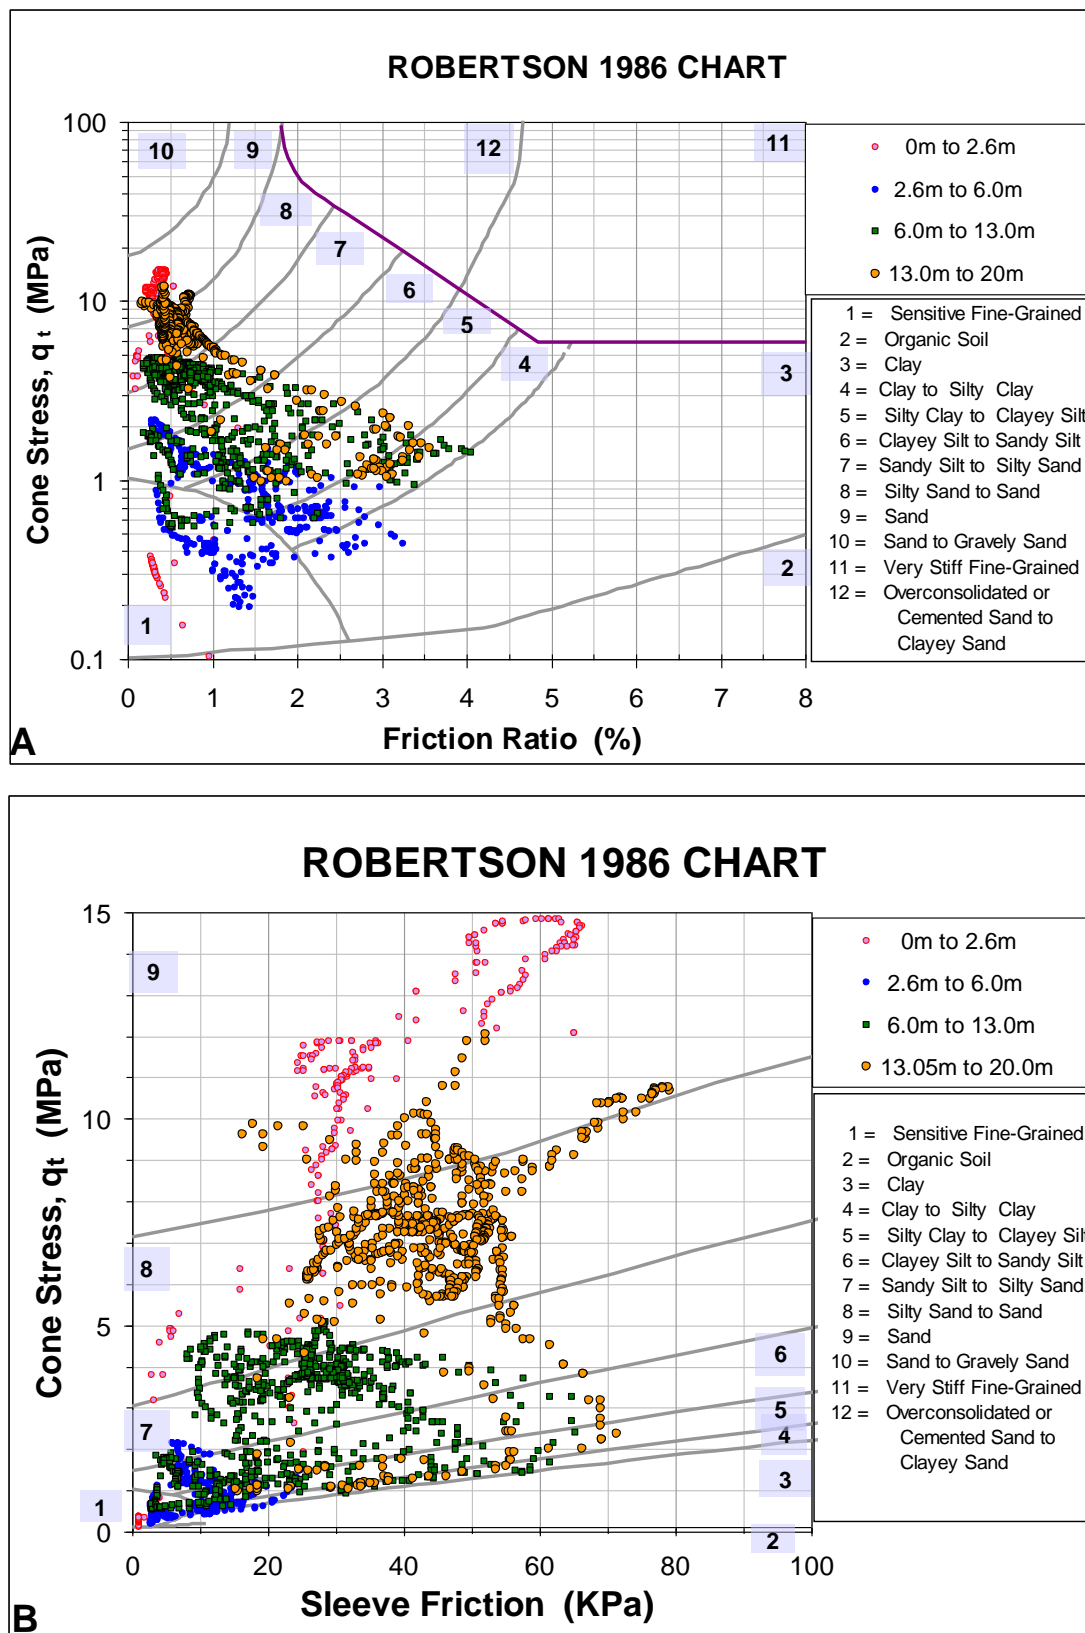 ROBERTSON 1986 CHART
100
10
1
0.1
Cone Stress, q t (MPa)
10
9
8
7
6
5
4
12
11
3
2
1
0 1 2 3 4 5 6 7 8
Friction Ratio (%)
A
0m to 2.6m
2.6m to 6.0m
6.0m to 13.0m
13.0m to 20m
1 = Sensitive Fine-Grained
2 = Organic Soil
3 = Clay
4 = Clay to Silty Clay
5 = Silty Clay to Clayey Silt
6 = Clayey Silt to Sandy Silt
7 = Sandy Silt to Silty Sand
8 = Silty Sand to Sand
9 = Sand
10 = Sand to Gravely Sand
11 = Very Stiff Fine-Grained
12 = Overconsolidated or
Cemented Sand to
Clayey Sand
ROBERTSON 1986 CHART
15
10
5
0
Cone Stress, qt (MPa)
9
8
7
1
6
5
4
3
2
0 20 40 60 80 100
Sleeve Friction (KPa)
B
0m to 2.6m
2.6m to 6.0m
6.0m to 13.0m
13.05m to 20.0m
1 = Sensitive Fine-Grained
2 = Organic Soil
3 = Clay
4 = Clay to Silty Clay
5 = Silty Clay to Clayey Silt
6 = Clayey Silt to Sandy Silt
7 = Sandy Silt to Silty Sand
8 = Silty Sand to Sand
9 = Sand
10 = Sand to Gravely Sand
11 = Very Stiff Fine-Grained
12 = Overconsolidated or
Cemented Sand to
Clayey Sand